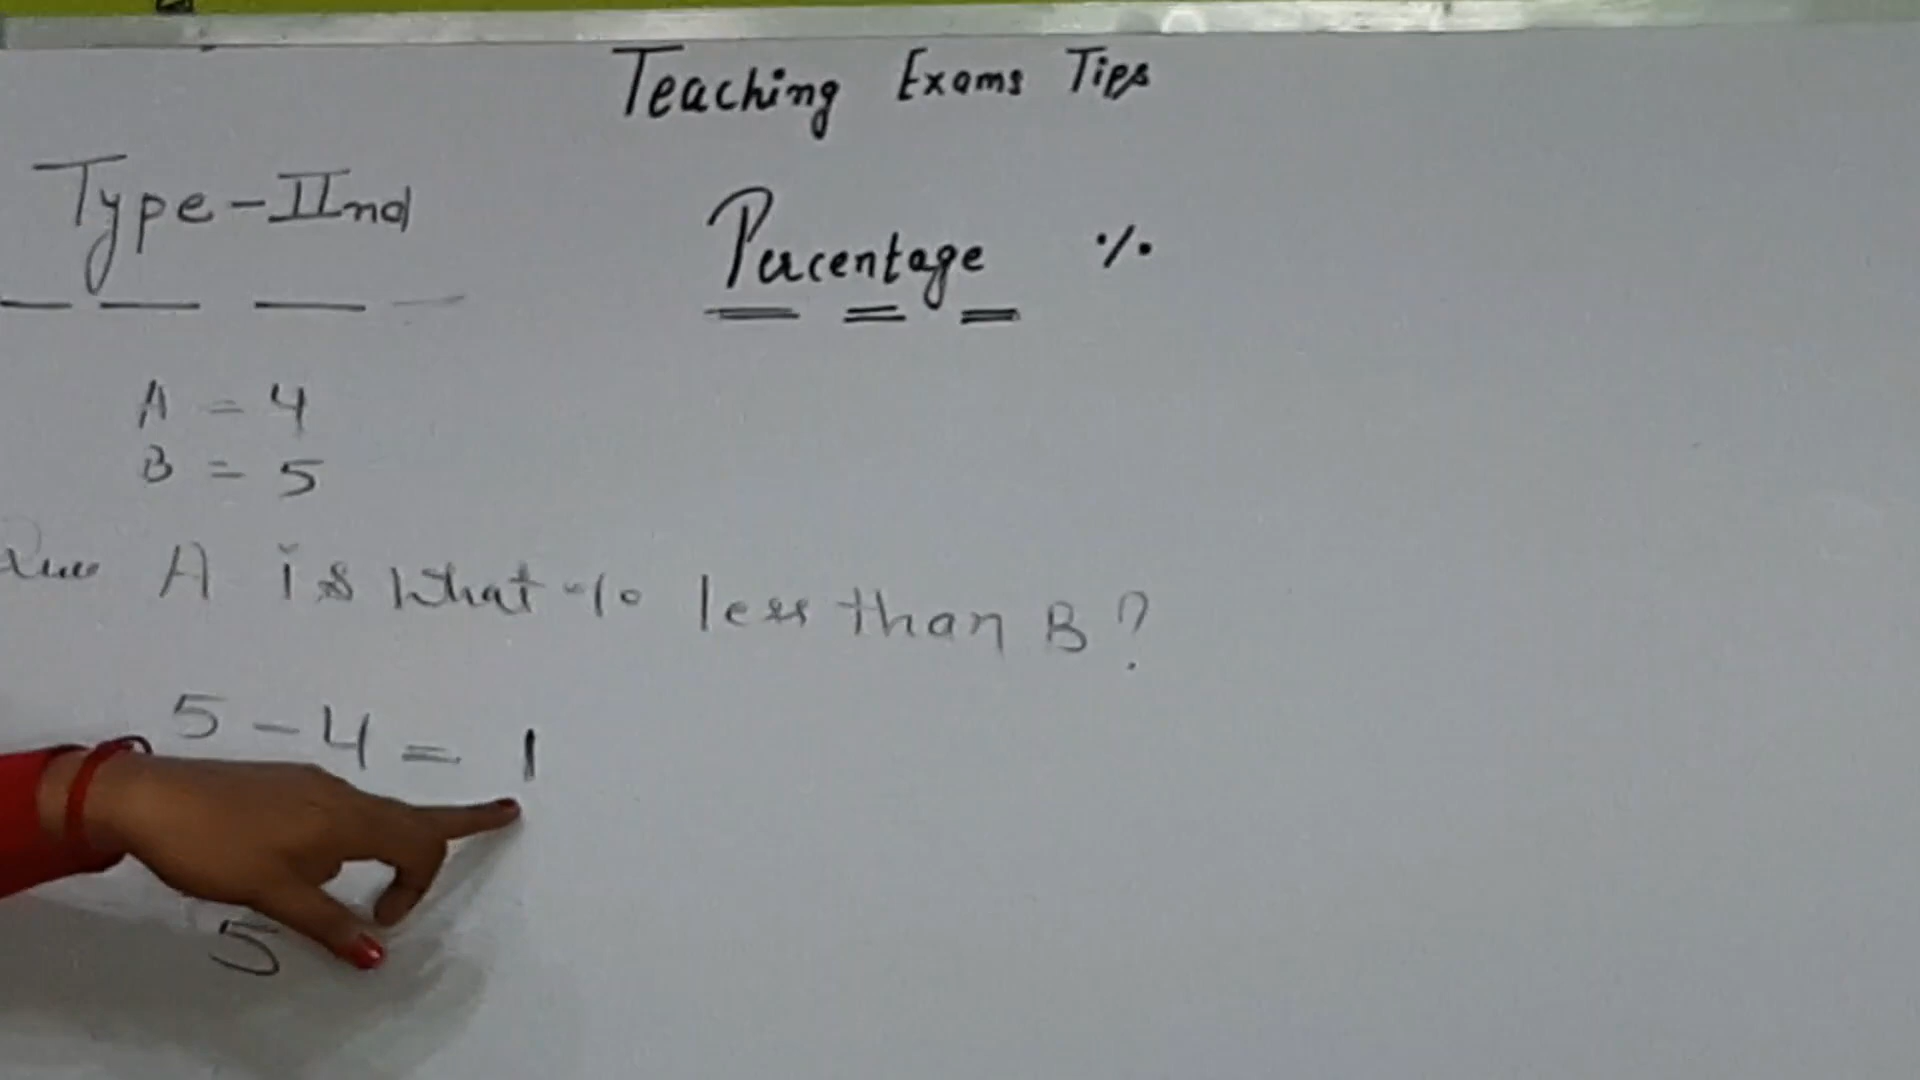 Teaching Exams Tips
Type-IInd
Percentage %
A = 4
B = 5
A is what % less than B?
5 - 4 = 1
5